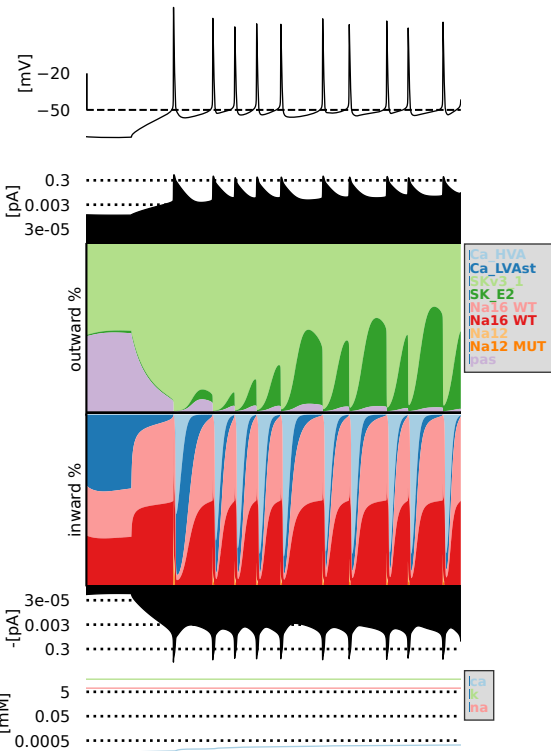 [mV]
−20
−50
[pA]
0.3
0.003
3e-05
outward %
Ca_HVA
Ca_LVAst
SKv3_1
SK_E2
Na16 WT
Na16 WT
Na12
Na12 MUT
pas
inward %
-[pA]
3e-05
0.003
0.3
[mM]
5
0.05
0.0005
ca
k
na